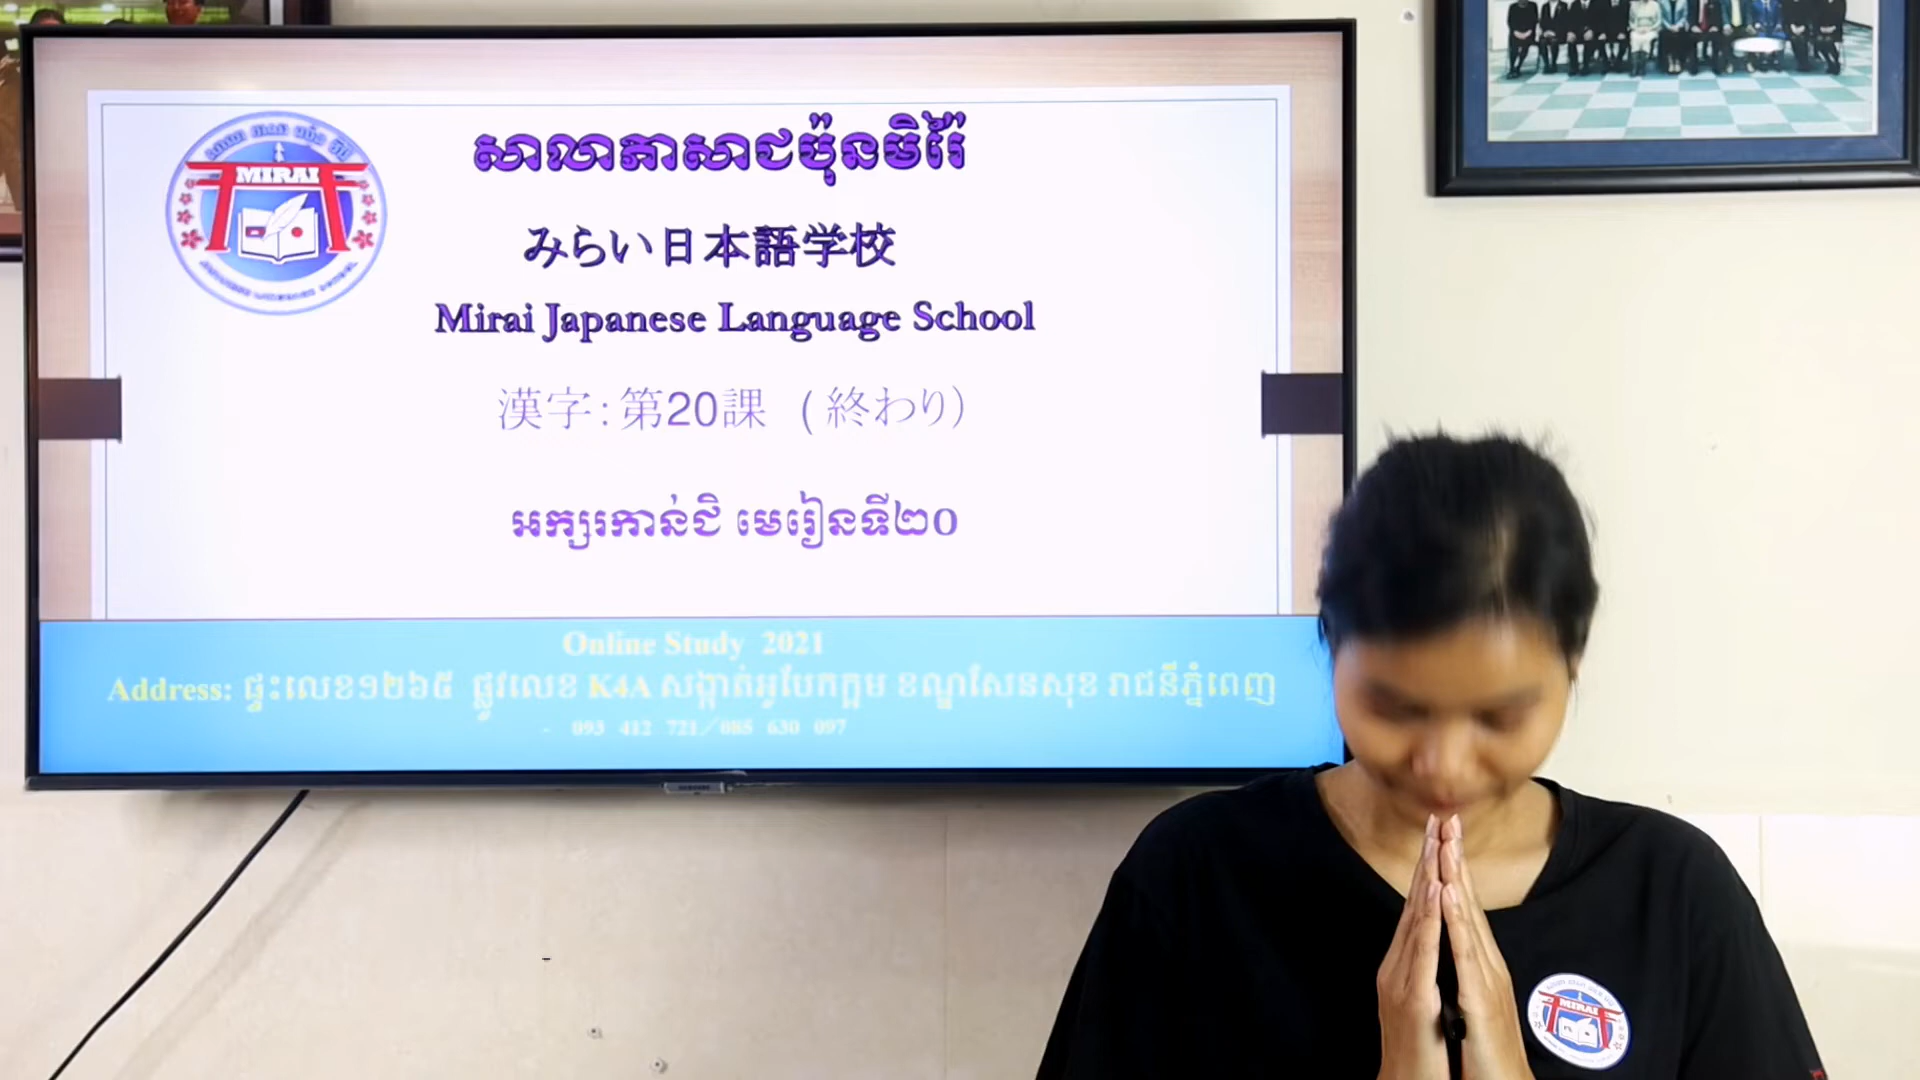 MIRAI
សាលាភាសាជប៉ុនមិរ៉ៃ
みらい日本語学校
Mirai Japanese Language School
漢字：第20課 （終わり）
អក្សរកាន់ជិ មេរៀនទី២០
Online Study 2021
Address: ផ្ទះលេខ១២៦៥ ផ្លូវលេខ K4A សង្កាត់អូបែកក្អម ខណ្ឌសែនសុខ រាជធានីភ្នំពេញ
- 093 412 721/085 630 097
MIRAI